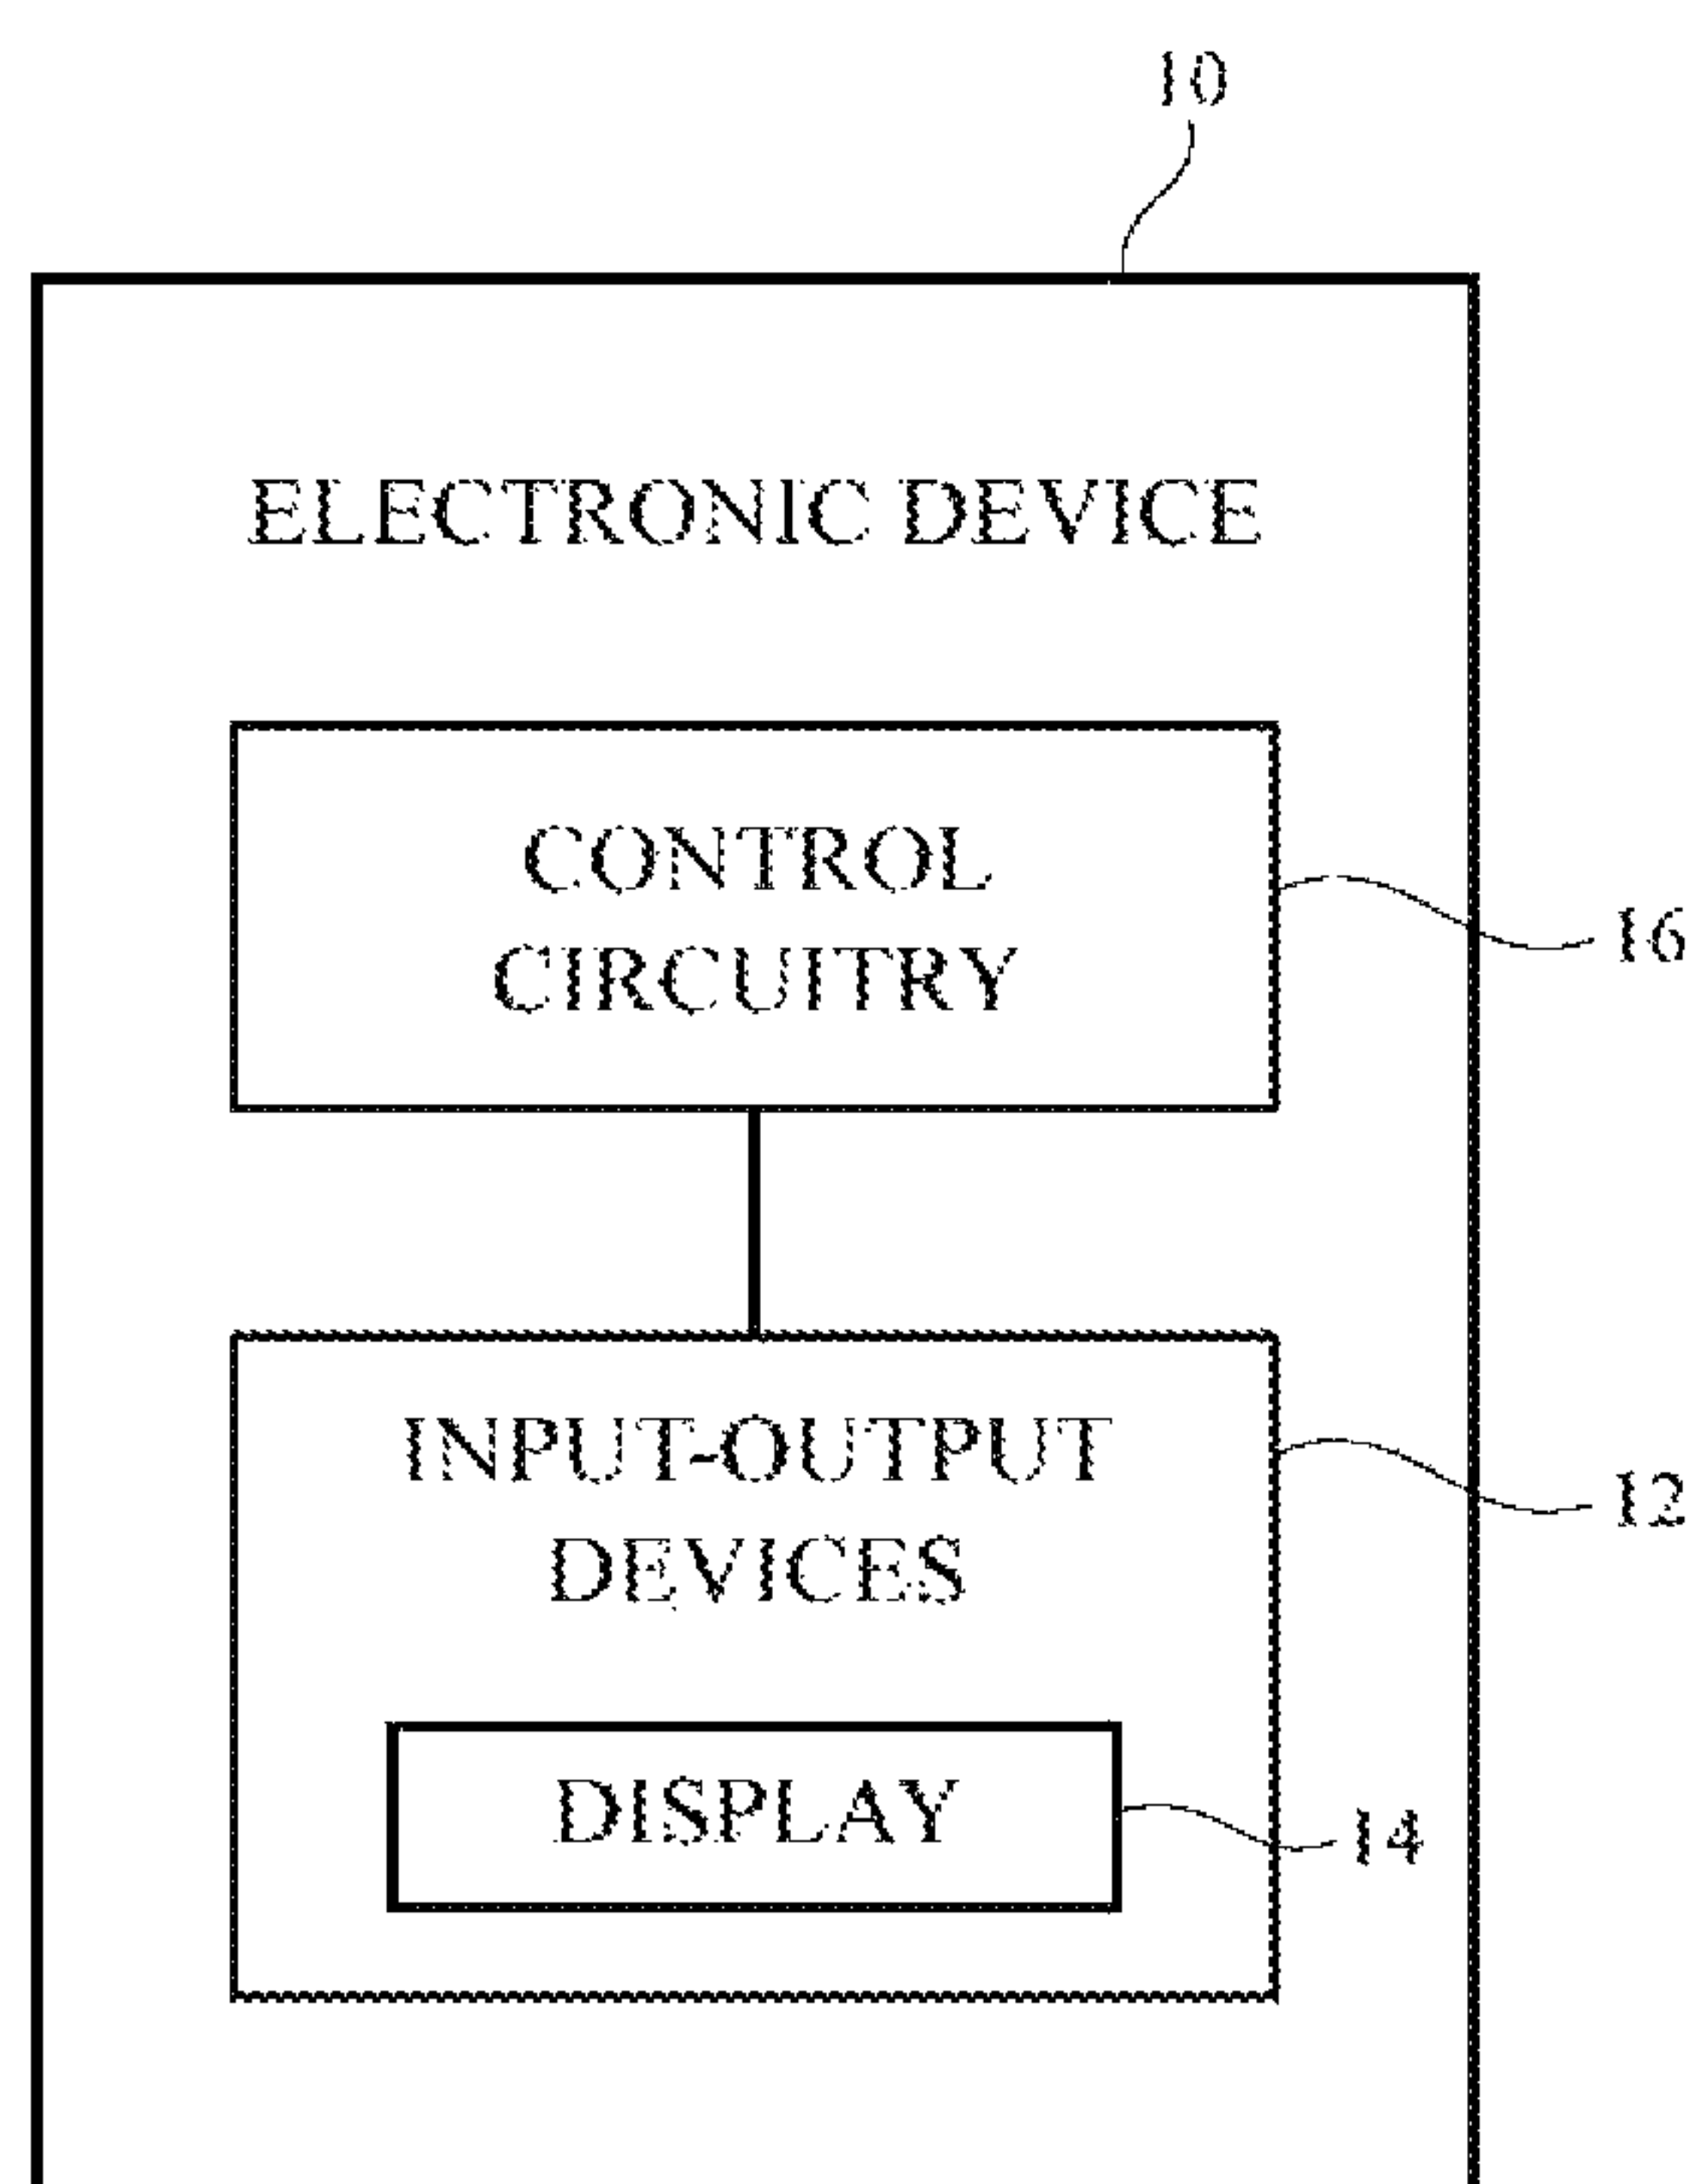 10
ELECTRONIC DEVICE
CONTROL
CIRCUITRY
16
INPUT-OUTPUT
DEVICES
12
DISPLAY
14